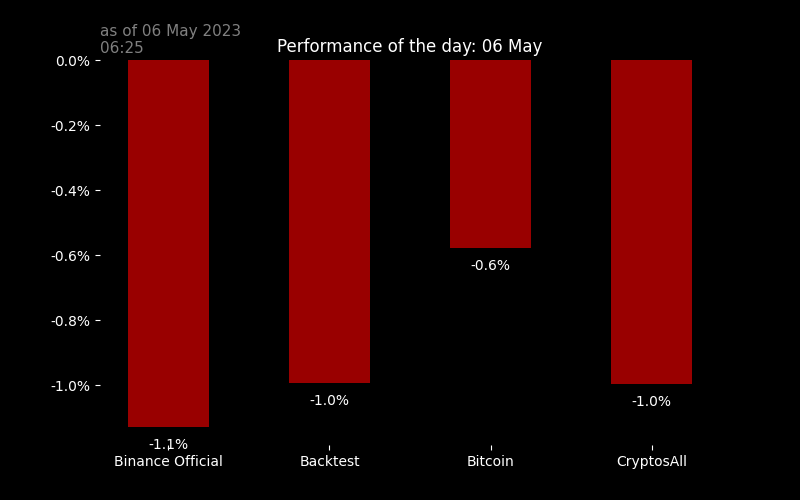 as of 06 May 2023
06:25
Performance of the day: 06 May
0.0%
-0.2%
-0.4%
-0.6%
-0.8%
-1.0%
-1.1%
-1.0%
-0.6%
-1.0%
Binance Official
Backtest
Bitcoin
CryptosAll